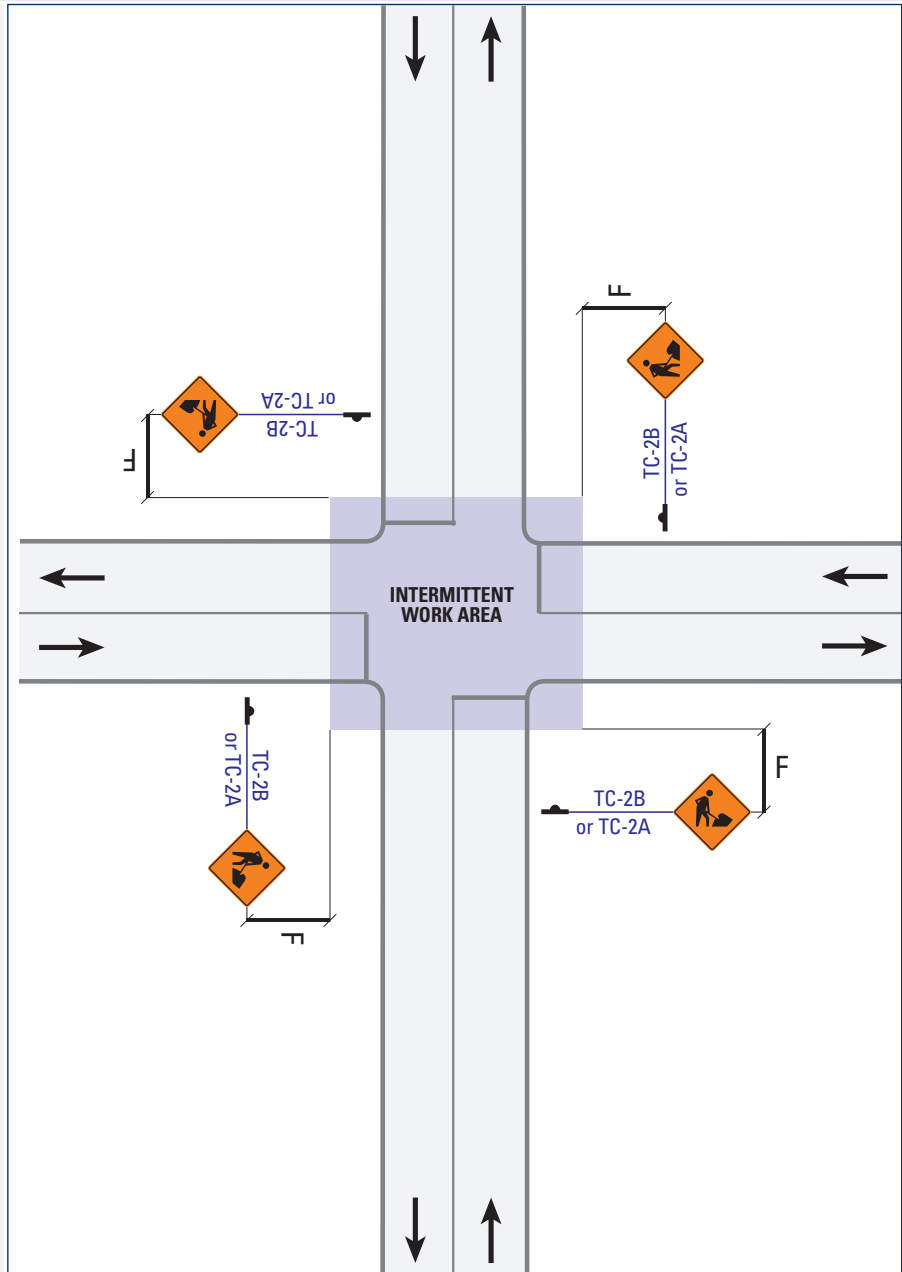 F
TC-2B
or TC-2A
F
TC-2B
or TC-2A
INTERMITTENT
WORK AREA
TC-2B
or TC-2A
F
TC-2B
or TC-2A
F